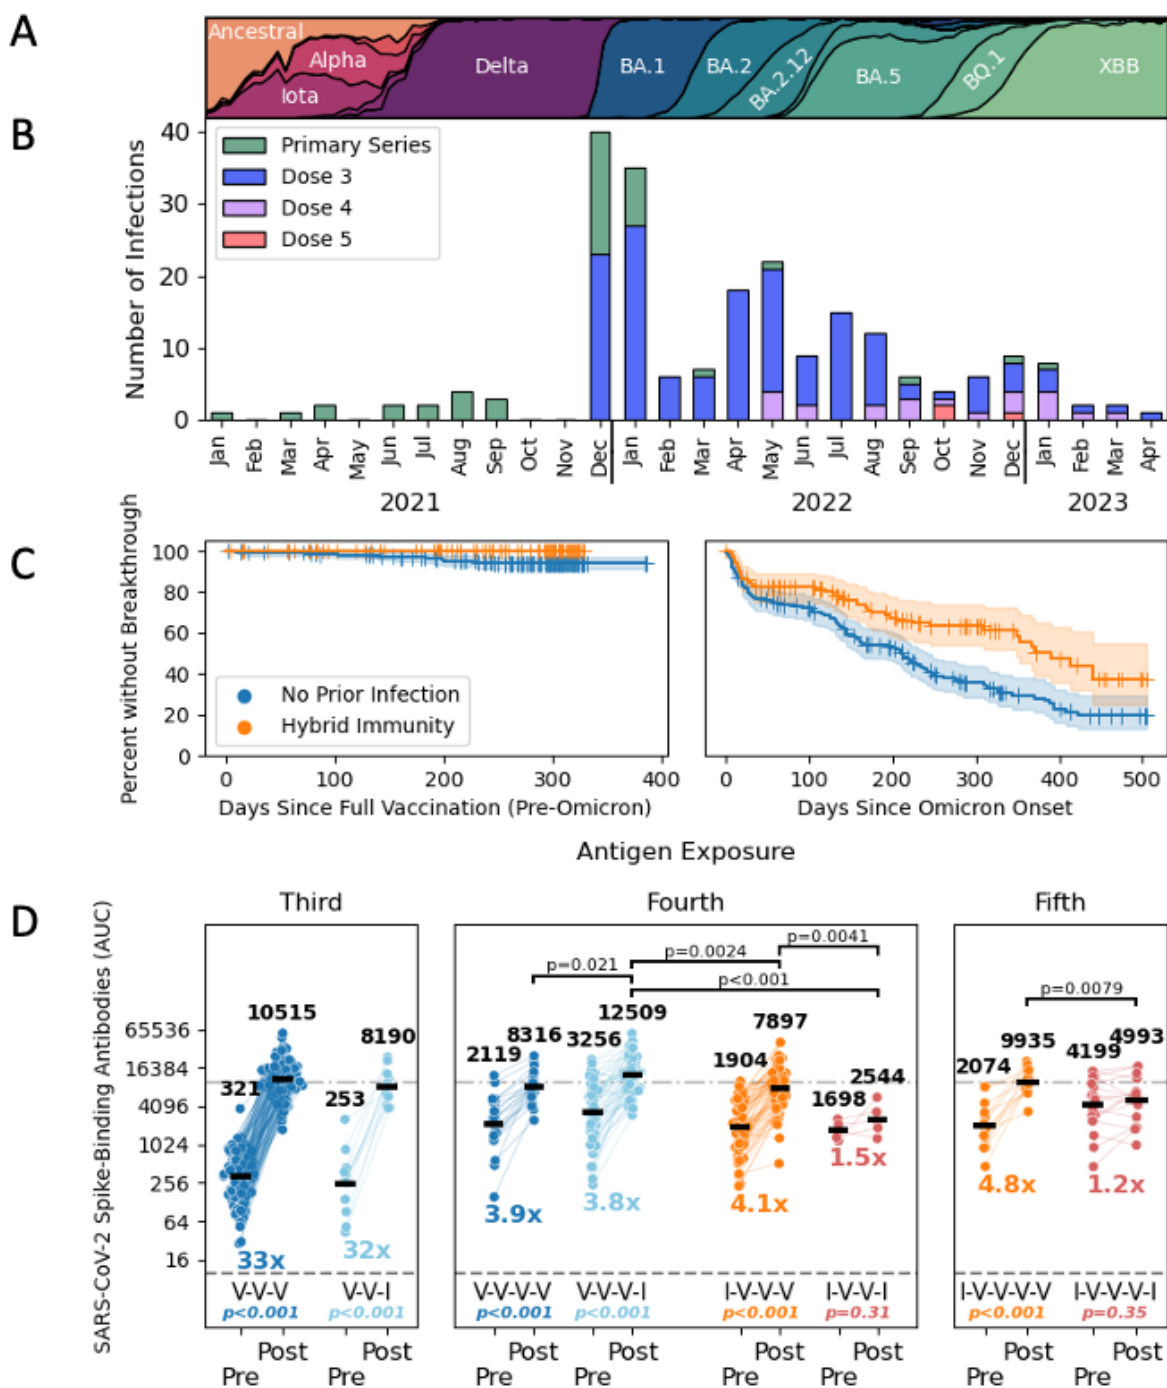 A
Ancestral
Alpha
Iota
Delta
BA.1
BA.2
BA.2.12
BA.5
BQ.1
XBB
B
Number of Infections
40
30
20
10
0
Primary Series
Dose 3
Dose 4
Dose 5
Jan Feb Mar Apr May Jun Jul Aug Sep Oct Nov Dec Jan Feb Mar Apr May Jun Jul Aug Sep Oct Nov Dec Jan Feb Mar Apr
2021 2022 2023
C
Percent without Breakthrough
100
80
60
40
20
0
No Prior Infection
Hybrid Immunity
0 100 200 300 400
Days Since Full Vaccination (Pre-Omicron)
0 100 200 300 400 500
Days Since Omicron Onset
Antigen Exposure
Third Fourth Fifth
D
SARS-CoV-2 Spike-Binding Antibodies (AUC)
65536
16384
4096
1024
256
64
16
321
10515
33x
V-V-V
p<0.001
253
8190
32x
V-V-I
p<0.001
p=0.021
p=0.0024
p=0.0041
p<0.001
2119
8316
3.9x
V-V-V-V
p<0.001
3256
12509
3.8x
V-V-V-I
p<0.001
1904
7897
4.1x
I-V-V-V
p<0.001
1698
2544
1.5x
I-V-V-I
p=0.31
p=0.0079
2074
9935
4.8x
I-V-V-V-V
p<0.001
4199
4993
1.2x
I-V-V-V-I
p=0.35
Post Post Post Post Post Post Post Post
Pre Pre Pre Pre Pre Pre Pre Pre